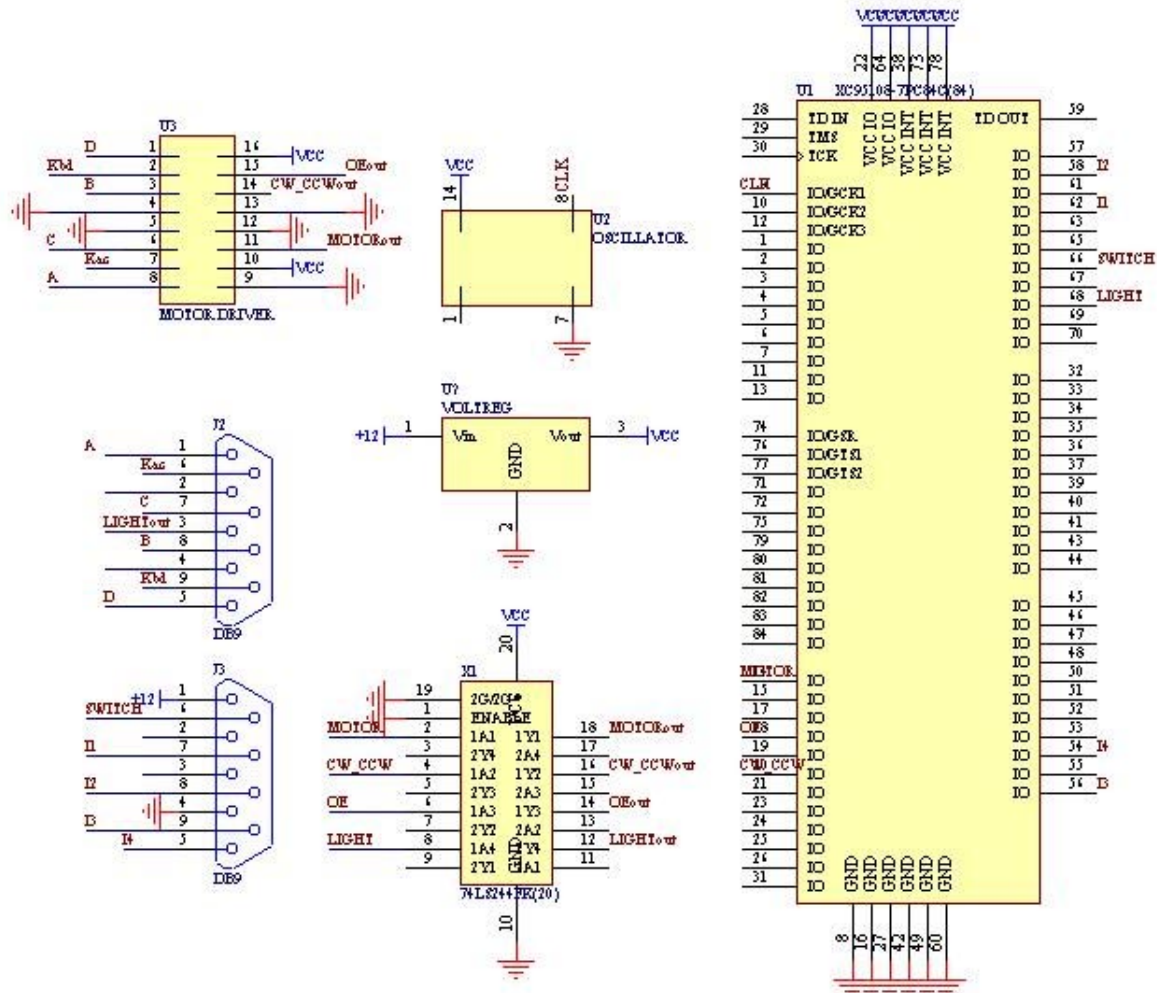 VCC VCC VCC VCC VCC
22 64 38 73 78
U1 XC95108-7PC84C(84)
28 TDIN
29 TMS
30 TCK
VCC IO VCC IO VCC INT VCC INT VCC INT
TDOUT 59
CLK IO/GCK1
10 IO/GCK2
12 IO/GCK3
1 IO
2 IO
3 IO
4 IO
5 IO
6 IO
7 IO
11 IO
13 IO
74 IO/GSR
76 IO/GTS1
77 IO/GTS2
71 IO
72 IO
75 IO
79 IO
80 IO
81 IO
82 IO
83 IO
84 IO
MOTOR IO
15 IO
17 IO
OE 18 IO
19 IO
CW_CCW IO
21 IO
23 IO
24 IO
25 IO
26 IO
31 IO
IO 57
IO 58 I2
IO 61
IO 62 I1
IO 63
IO 65
IO 66 SWITCH
IO 67
IO 68 LIGHT
IO 69
IO 70
IO 32
IO 33
IO 34
IO 35
IO 36
IO 37
IO 39
IO 40
IO 41
IO 43
IO 44
IO 45
IO 46
IO 47
IO 48
IO 50
IO 51
IO 52
IO 53
IO 54 I4
IO 55
IO 56 I3
GND GND GND GND GND GND
8 16 27 42 49 60
U3
D 1 16 VCC
Kbd 2 15 OEout
B 3 14 CW_CCWout
4 13
5 12
C 6 11 MOTORout
Kac 7 10 VCC
A 8 9
MOTOR DRIVER
VCC
14 8 CLK
U2
OSCILLATOR
1 7
U?
VOLTREG
+12 1 Vin Vout 3 VCC
GND
2
J2
A 1
Kac 6
2
C 7
LIGHTout 3
B 8
4
Kbd 9
D 5
DB9
J3
+12 1
SWITCH 6
2
I1 7
3
I2 8
4
I3 9
I4 5
DB9
VCC
20
X1
19 2G/2G
1 ENABLE
MOTOR 2 1A1 1Y1 18 MOTORout
3 2Y4 2A4 17
CW_CCW 4 1A2 1Y2 16 CW_CCWout
5 2Y3 2A3 15
OE 6 1A3 1Y3 14 OEout
7 2Y2 2A2 13
LIGHT 8 1A4 1Y4 12 LIGHTout
9 2Y1 2A1 11
GND
74LS244FK(20)
10